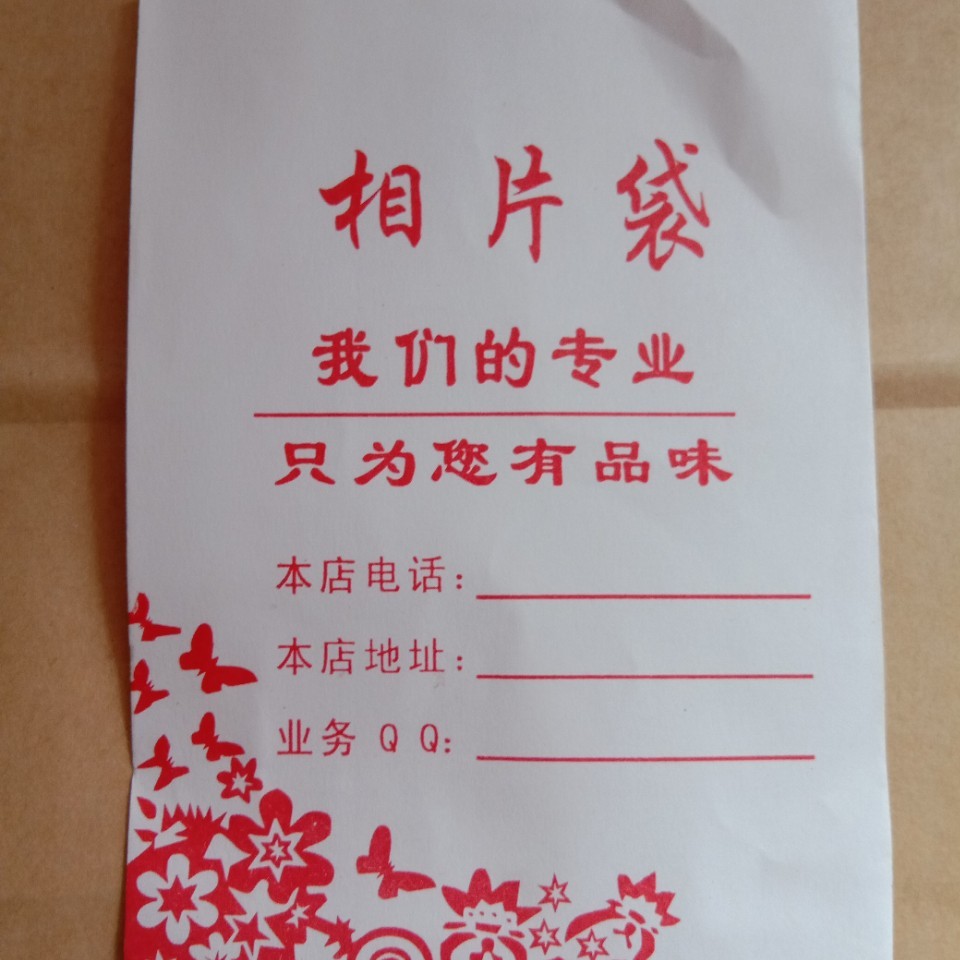 相片袋
我们的专业
只为您有品味
本店电话：
本店地址：
业务QQ：